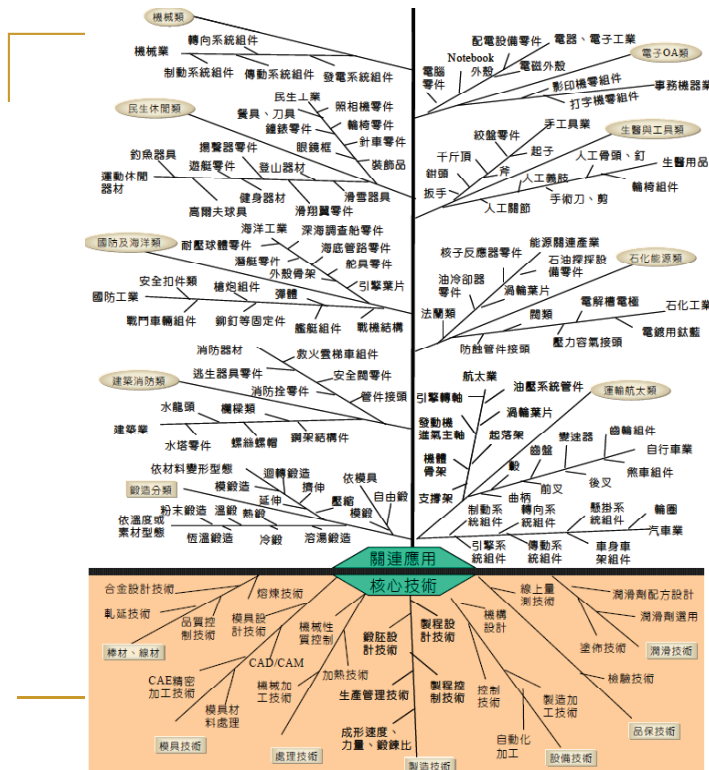 機械類
轉向系統組件
機械業
制動系統組件
傳動系統組件
發電系統組件
民生休閒類
民生工業
餐具、刀具
照相機零件
鐘錶零件
輪椅零件
眼鏡框
針車零件
裝飾品
釣魚器具
揚聲器零件
遊艇零件
登山器材
運動休閒
器材
健身器材
滑雪器具
高爾夫球具
滑翔翼零件
國防及海洋類
海洋工業
深海調查船零件
耐壓球體零件
海底管路零件
潛艇零件
舵具零件
外殼骨架
引擎葉片
安全扣件類
槍炮組件
彈體
國防工業
戰鬥車輛組件
鉚釘等固定件
艦艇組件
戰機結構
建築消防類
消防器材
救火雲梯車組件
逃生器具零件
安全閥零件
消防拴零件
管件接頭
水龍頭
欄樑類
建築業
水塔零件
螺絲螺帽
鋼架結構件
鍛造分類
依材料變形型態
迴轉鍛造
依模具
模鍛造
擠伸
延伸
壓縮
自由鍛
模鍛
粉末鍛造
溫鍛
熱鍛
依溫度或
素材型態
恆溫鍛造
冷鍛
溶湯鍛造
電子OA類
配電設備零件
電器、電子工業
Notebook
外殼
電磁外殼
電腦
零件
影印機零組件
事務機器業
打字機零組件
生醫與工具類
手工具業
絞盤零件
起子
千斤頂
鉗頭
斧
扳手
人工骨頭、釘
生醫用品
人工義肢
輪椅組件
人工關節
手術刀、剪
石化能源類
能源關連產業
核子反應器零件
石油探採設
備零件
油冷卻器
零件
渦輪葉片
法蘭類
閥類
電解槽電極
石化工業
防蝕管件接頭
壓力容氣接頭
電鍍用鈦籃
運輸航太類
航太業
引擎轉軸
油壓系統管件
渦輪葉片
發動機
進氣主軸
起落架
機體
骨架
支撐架
齒輪組件
變速器
齒盤
自行車業
轂
煞車組件
後叉
前叉
曲柄
制動系
統組件
轉向系
統組件
懸掛系
統組件
輪圈
汽車業
引擎系
統組件
傳動系
統組件
車身車
架組件
關連應用
核心技術
合金設計技術
熔煉技術
軋延技術
品質控
制技術
棒材、線材
模具設
計技術
CAD/CAM
CAE精密
加工技術
模具材
料處理
模具技術
機械性
質控制
加熱技術
機械加
工技術
處理技術
鍛胚設
計技術
製程設
計技術
生產管理技術
製程控
制技術
成形速度、
力量、鍛鍊比
製造技術
機構
設計
控制
技術
製造加
工技術
自動化
加工
設備技術
線上量
測技術
檢驗技術
品保技術
潤滑劑配方設計
潤滑劑選用
塗佈技術
潤滑技術